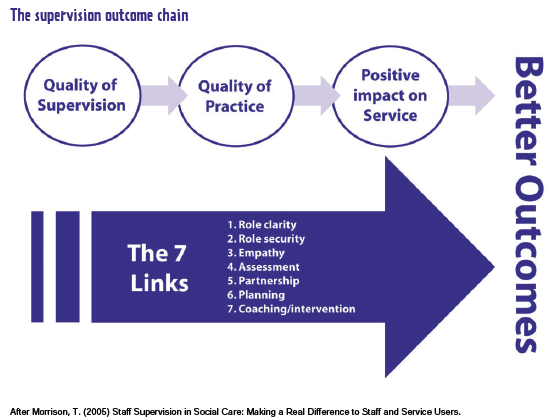 The supervision outcome chain
Quality of
Supervision
Quality of
Practice
Positive
impact on
Service
Better Outcomes
The 7
Links
1. Role clarity
2. Role security
3. Empathy
4. Assessment
5. Partnership
6. Planning
7. Coaching/intervention
After Morrison, T. (2005) Staff Supervision in Social Care: Making a Real Difference to Staff and Service Users.